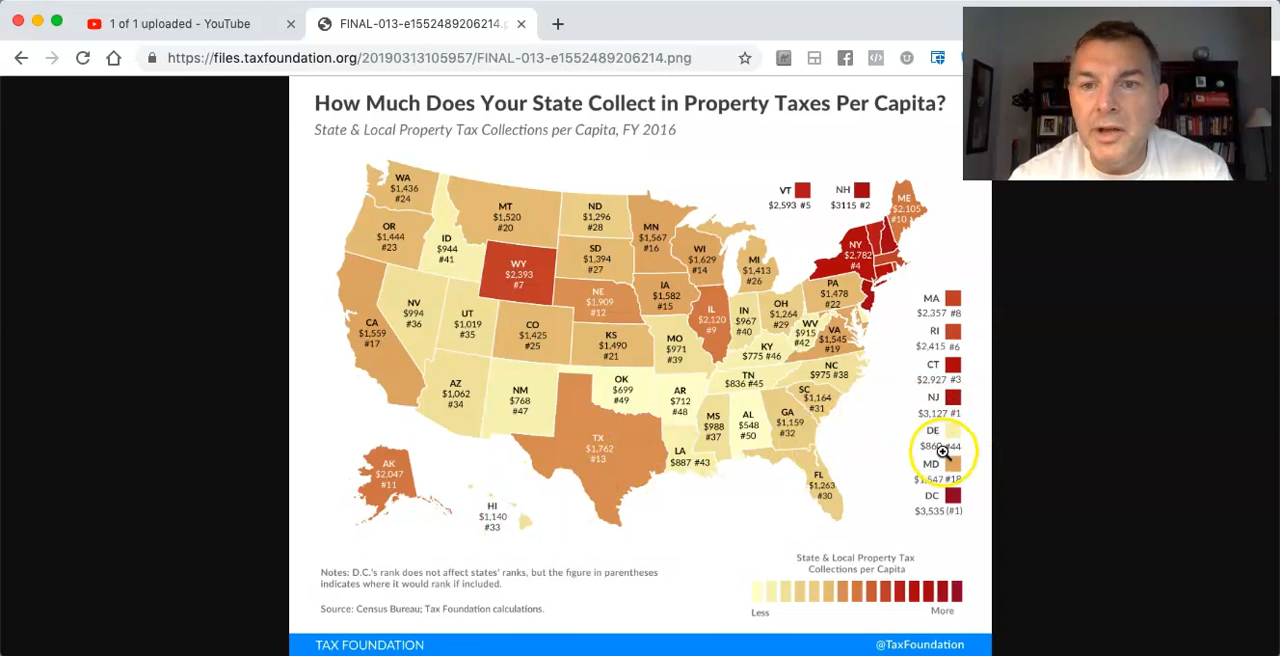 1 of 1 uploaded - YouTube
FINAL-013-e1552489206214.p
https://files.taxfoundation.org/20190313105957/FINAL-013-e1552489206214.png
How Much Does Your State Collect in Property Taxes Per Capita?
State & Local Property Tax Collections per Capita, FY 2016
WA
$1,436
#24
OR
$1,444
#23
CA
$1,559
#17
ID
$944
#41
NV
$994
#36
MT
$1,520
#20
WY
$2,393
#7
UT
$1,019
#35
AZ
$1,062
#34
CO
$1,425
#25
NM
$768
#47
ND
$1,296
#28
SD
$1,394
#27
NE
$1,909
#12
KS
$1,490
#21
OK
$699
#49
TX
$1,762
#13
MN
$1,567
#16
IA
$1,582
#15
MO
$971
#39
AR
$712
#48
LA
$887 #43
WI
$1,629
#14
IL
$2,120
#9
MI
$1,413
#26
IN
$967
#40
OH
$1,264
#29
KY
$775 #46
TN
$836 #45
MS
$988
#37
AL
$548
#50
GA
$1,159
#32
FL
$1,263
#30
SC
$1,164
#31
NC
$975 #38
VA
$1,545
#19
WV
$915
#42
PA
$1,478
#22
NY
$2,782
#4
VT
$2,593 #5
NH
$3115 #2
ME
$2,105
#10
MA
$2,357 #8
RI
$2,415 #6
CT
$2,927 #3
NJ
$3,127 #1
DE
#44
MD
$1,547 #18
DC
$3,535 (#1)
AK
$2,047
#11
HI
$1,140
#33
Notes: D.C.'s rank does not affect states' ranks, but the figure in parentheses
indicates where it would rank if included.
Source: Census Bureau; Tax Foundation calculations.
State & Local Property Tax
Collections per Capita
Less
More
TAX FOUNDATION
@TaxFoundation